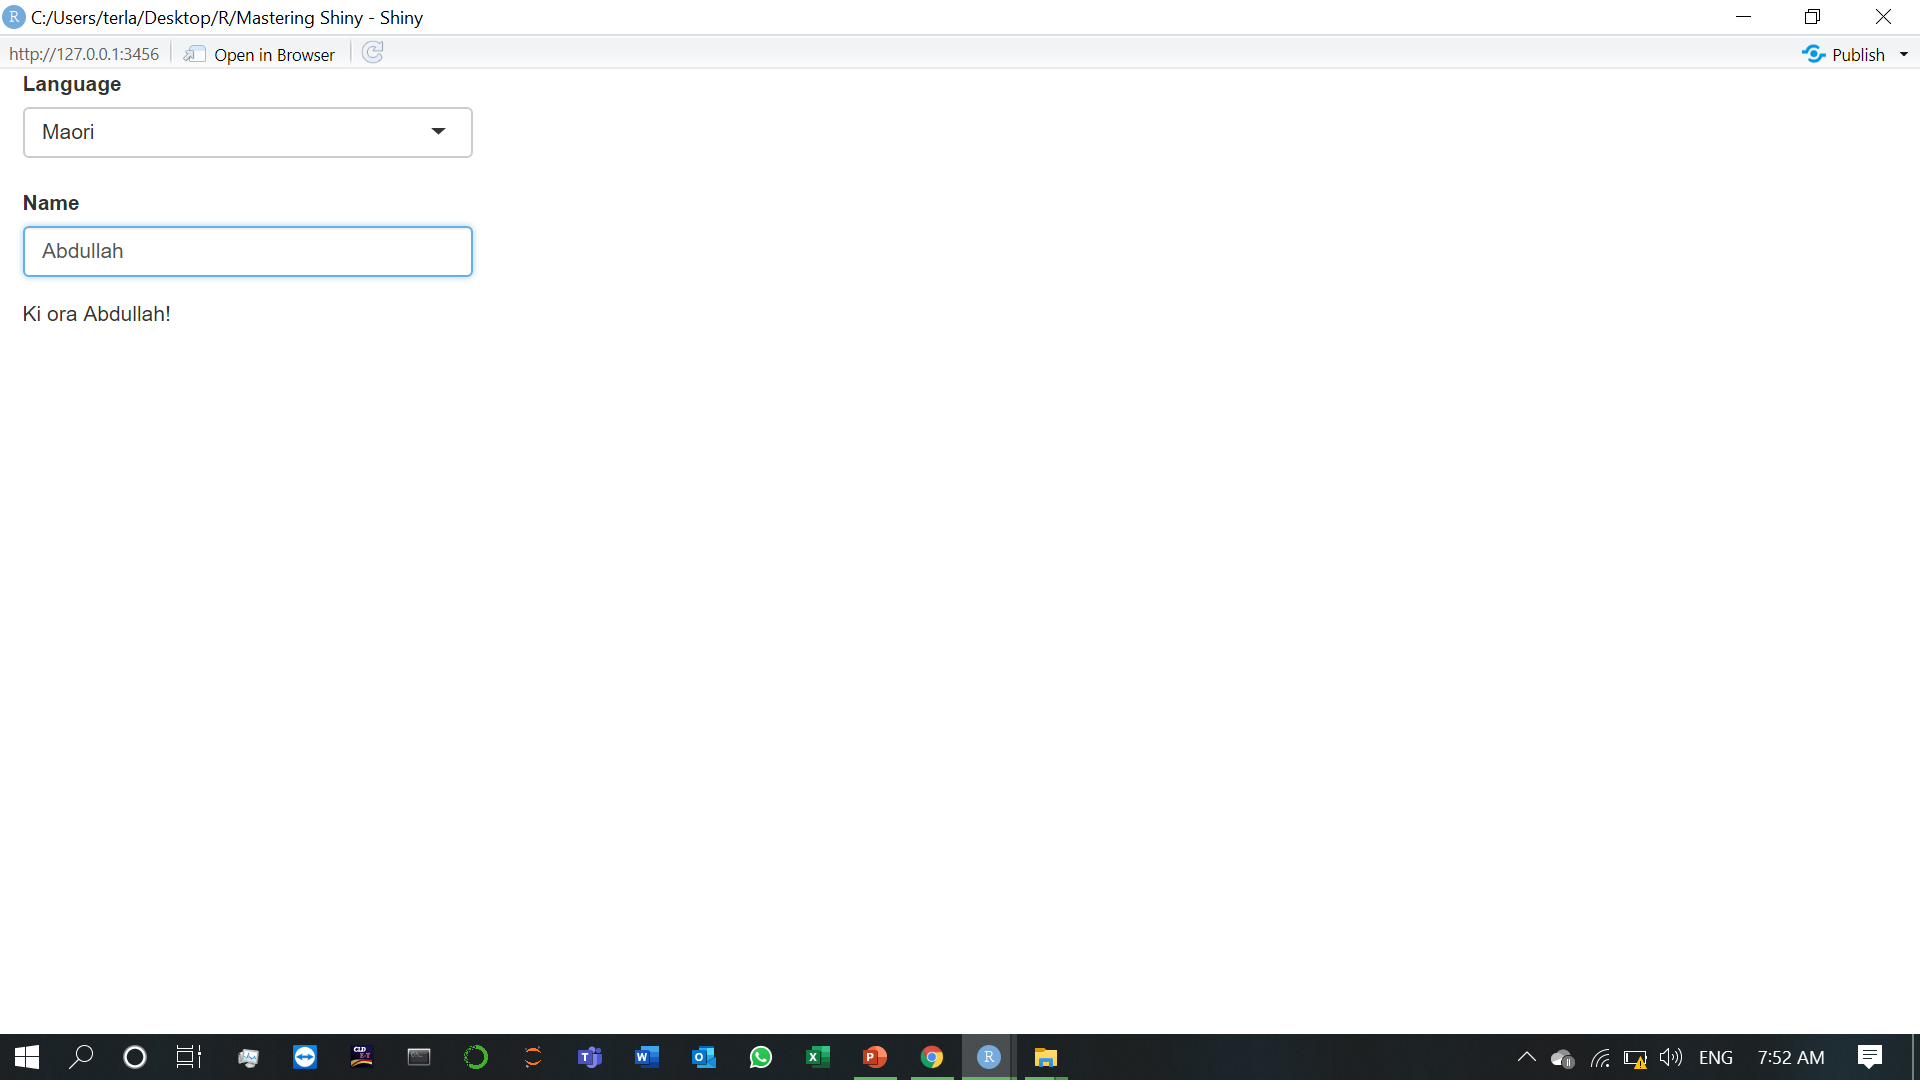 C:/Users/terla/Desktop/R/Mastering Shiny - Shiny
http://127.0.0.1:3456
Open in Browser
Publish
Language
Maori
Name
Abdullah
Ki ora Abdullah!
ENG
7:52 AM